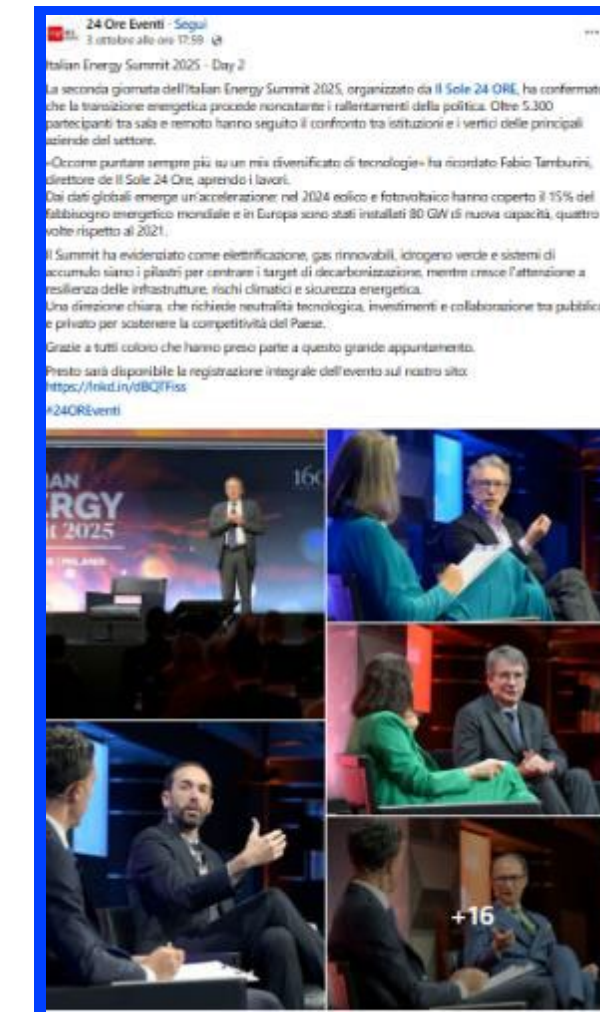 24 Ore Eventi · Segui
3 ottobre alle ore 17:59 ·
Italian Energy Summit 2025 - Day 2
La seconda giornata dell'Italian Energy Summit 2025, organizzato da Il Sole 24 ORE, ha confermato
che la transizione energetica procede nonostante i rallentamenti della politica. Oltre 5.300
partecipanti tra sala e remoto hanno seguito il confronto tra istituzioni e i vertici delle principali
aziende del settore.
«Occorre puntare sempre più su un mix diversificato di tecnologie» ha ricordato Fabio Tamburini,
direttore de Il Sole 24 Ore, aprendo i lavori.
Dai dati globali emerge un'accelerazione: nel 2024 eolico e fotovoltaico hanno coperto il 15% del
fabbisogno energetico mondiale e in Europa sono stati installati 80 GW di nuova capacità, quattro
volte rispetto al 2021.
Il Summit ha evidenziato come elettrificazione, gas rinnovabili, idrogeno verde e sistemi di
accumulo siano i pilastri per centrare i target di decarbonizzazione, mentre cresce l'attenzione a
resilienza delle infrastrutture, rischi climatici e sicurezza energetica.
Una direzione chiara, che richiede neutralità tecnologica, investimenti e collaborazione tra pubblico
e privato per sostenere la competitività del Paese.
Grazie a tutti coloro che hanno preso parte a questo grande appuntamento.
Presto sarà disponibile la registrazione integrale dell'evento sul nostro sito:
https://lnkd.in/dBQTFiss
#24OREventi
IAN
ERGY
it 2025
MILANO
160
+16